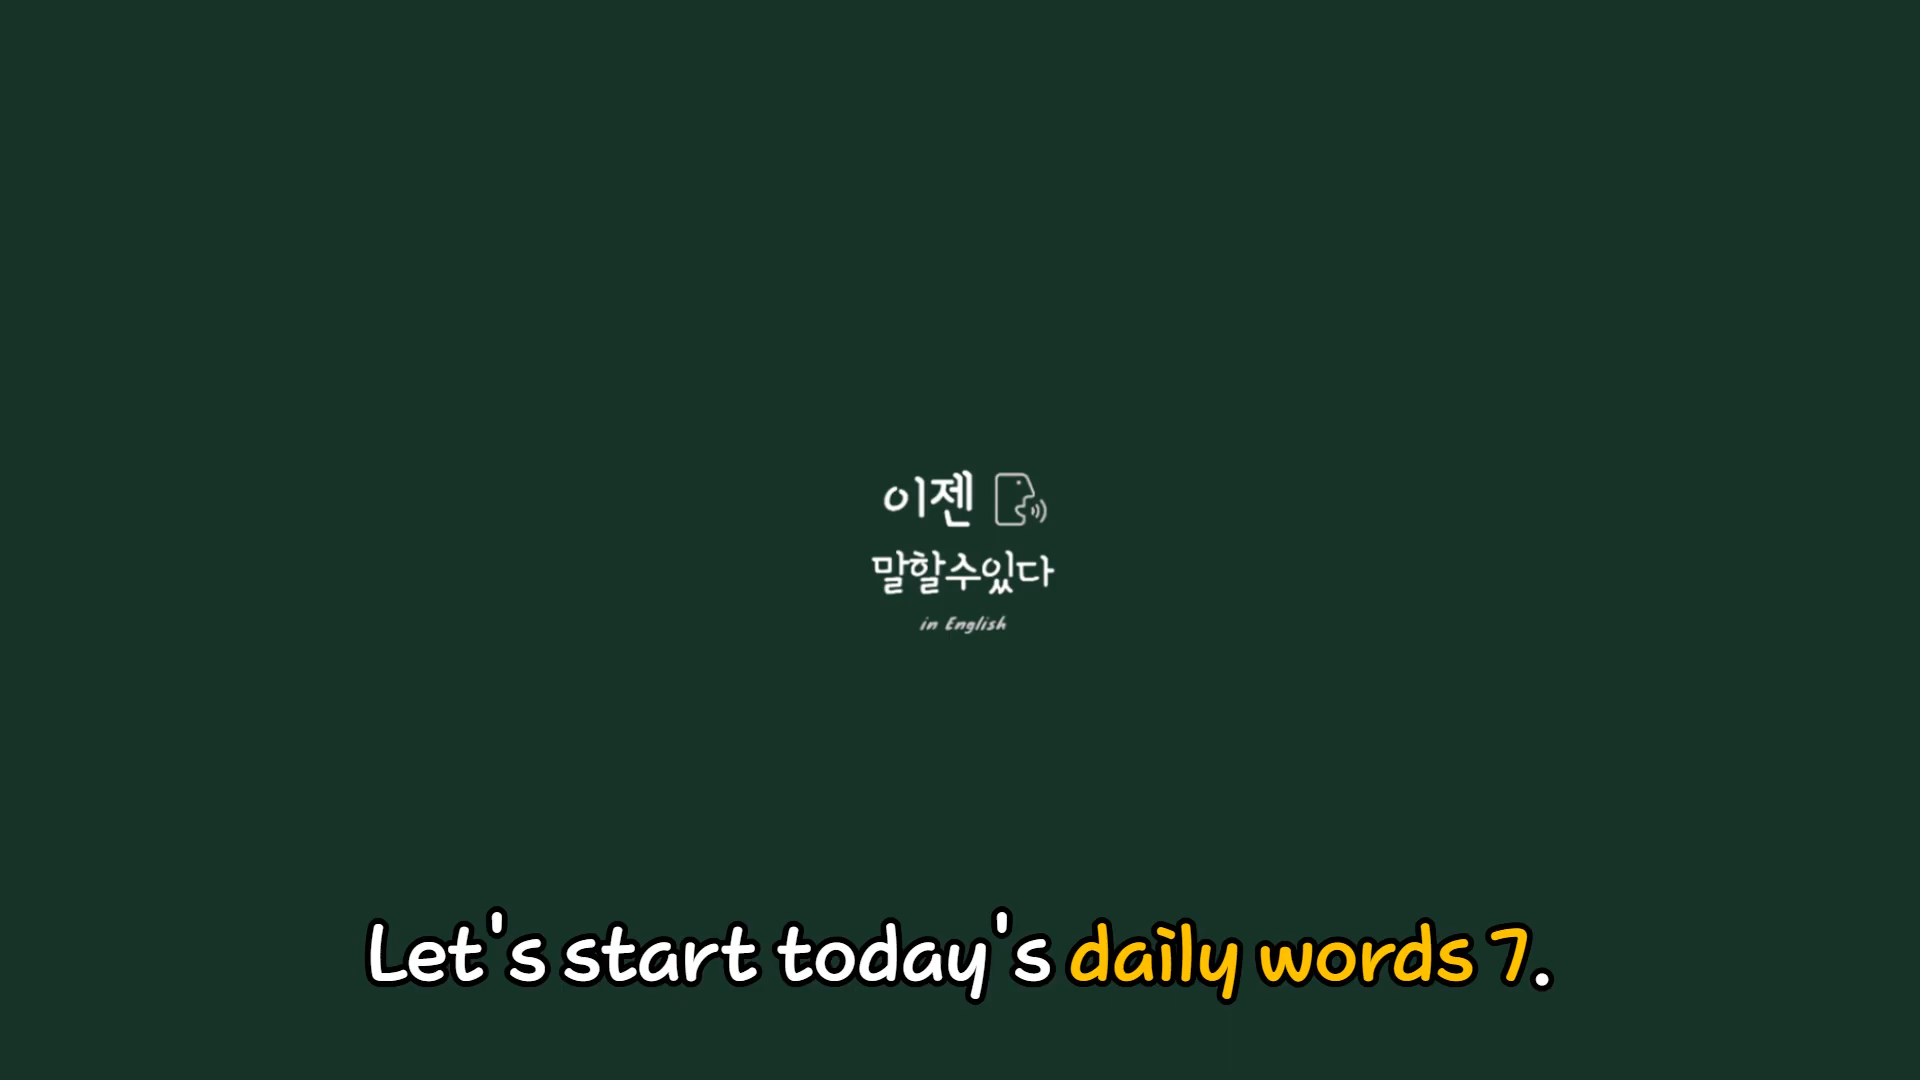 이젠
말할수있다
in English
Let's start today's daily words 7.